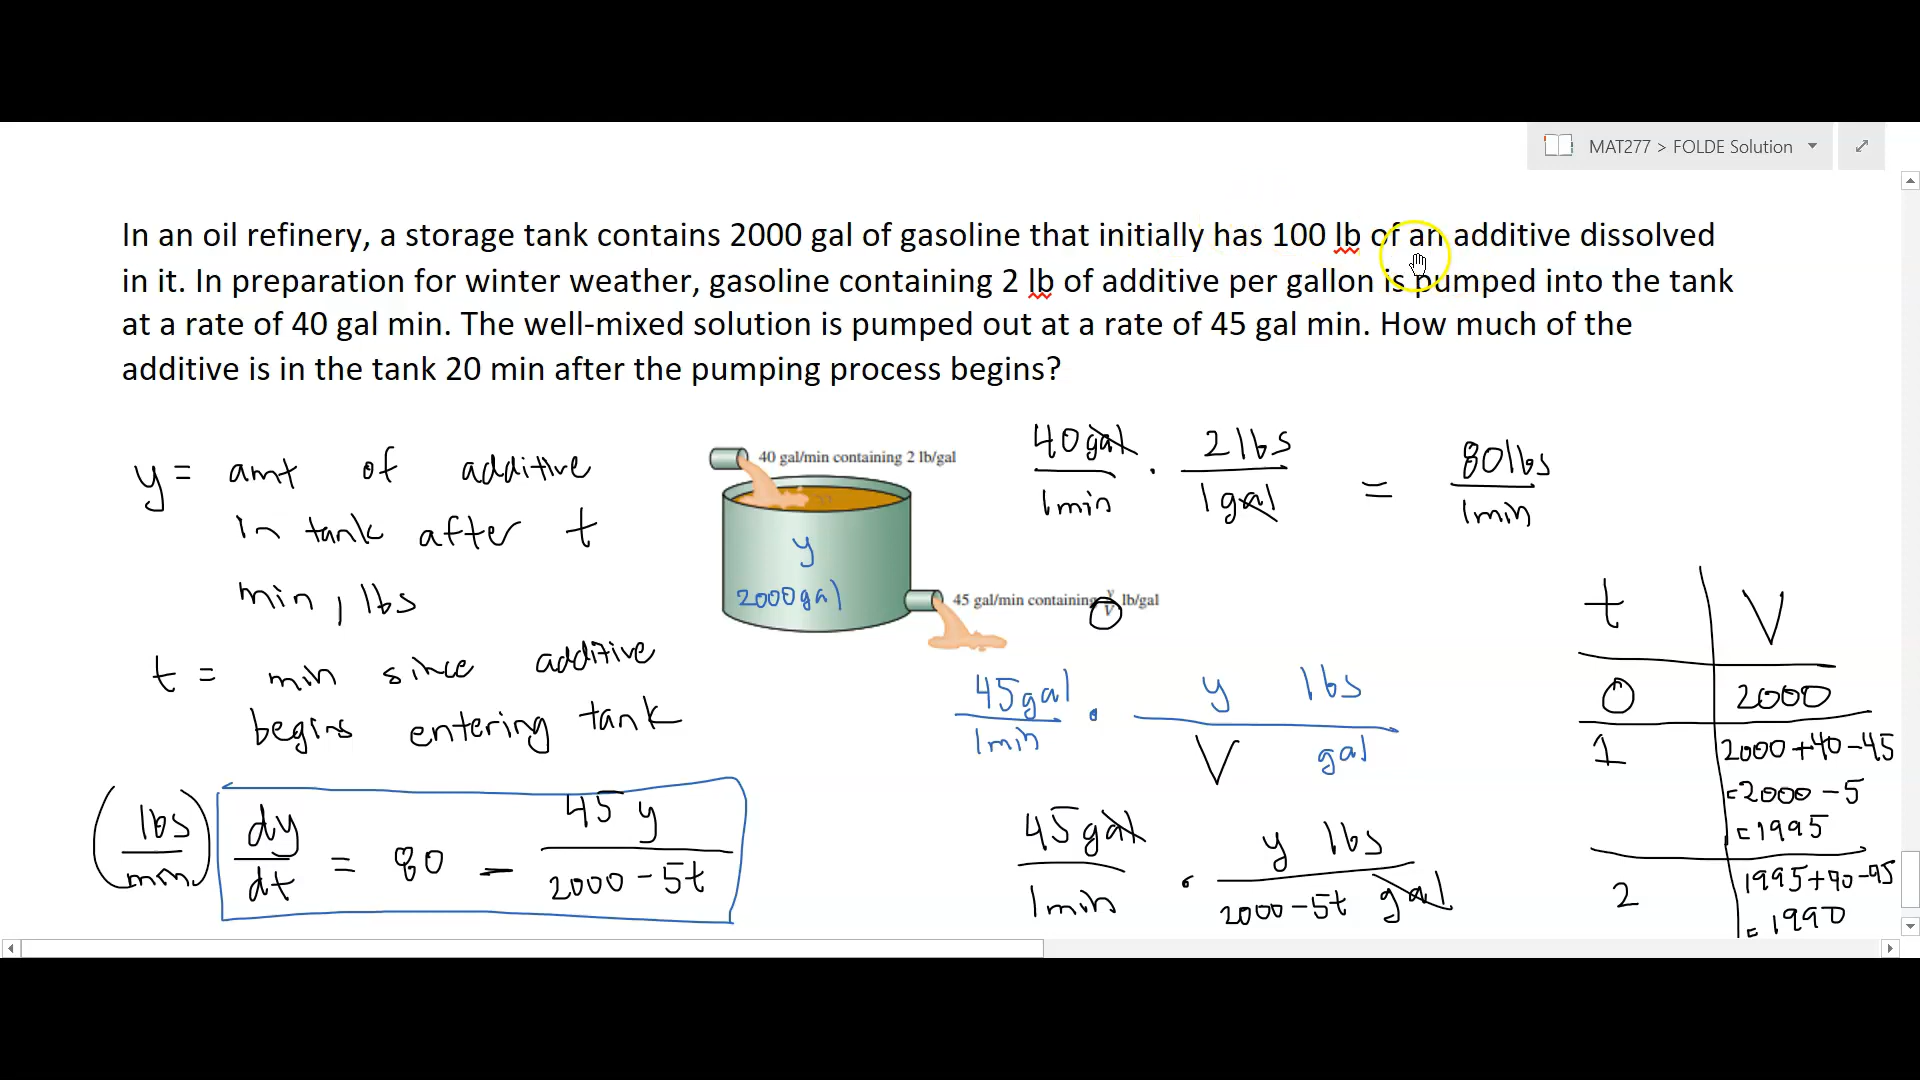 MAT277 > FOLDE Solution
In an oil refinery, a storage tank contains 2000 gal of gasoline that initially has 100 lb of an additive dissolved
in it. In preparation for winter weather, gasoline containing 2 lb of additive per gallon is pumped into the tank
at a rate of 40 gal min. The well-mixed solution is pumped out at a rate of 45 gal min. How much of the
additive is in the tank 20 min after the pumping process begins?
y = amt of additive
in tank after t
min, lbs
t = min since additive
begins entering tank
(lbs/min) dy/dt = 80 - 45 y/2000 - 5t
40 gal/min containing 2 lb/gal
y
2000gal
45 gal/min containing y/V lb/gal
40gal/1min · 2lbs/1gal = 80lbs/1min
45gal/1min · y lbs/V gal
45gal/1min · y lbs/2000-5t gal
t V
0 2000
1 2000+40-45
=2000-5
=1995
2 1995+40-45
=1990